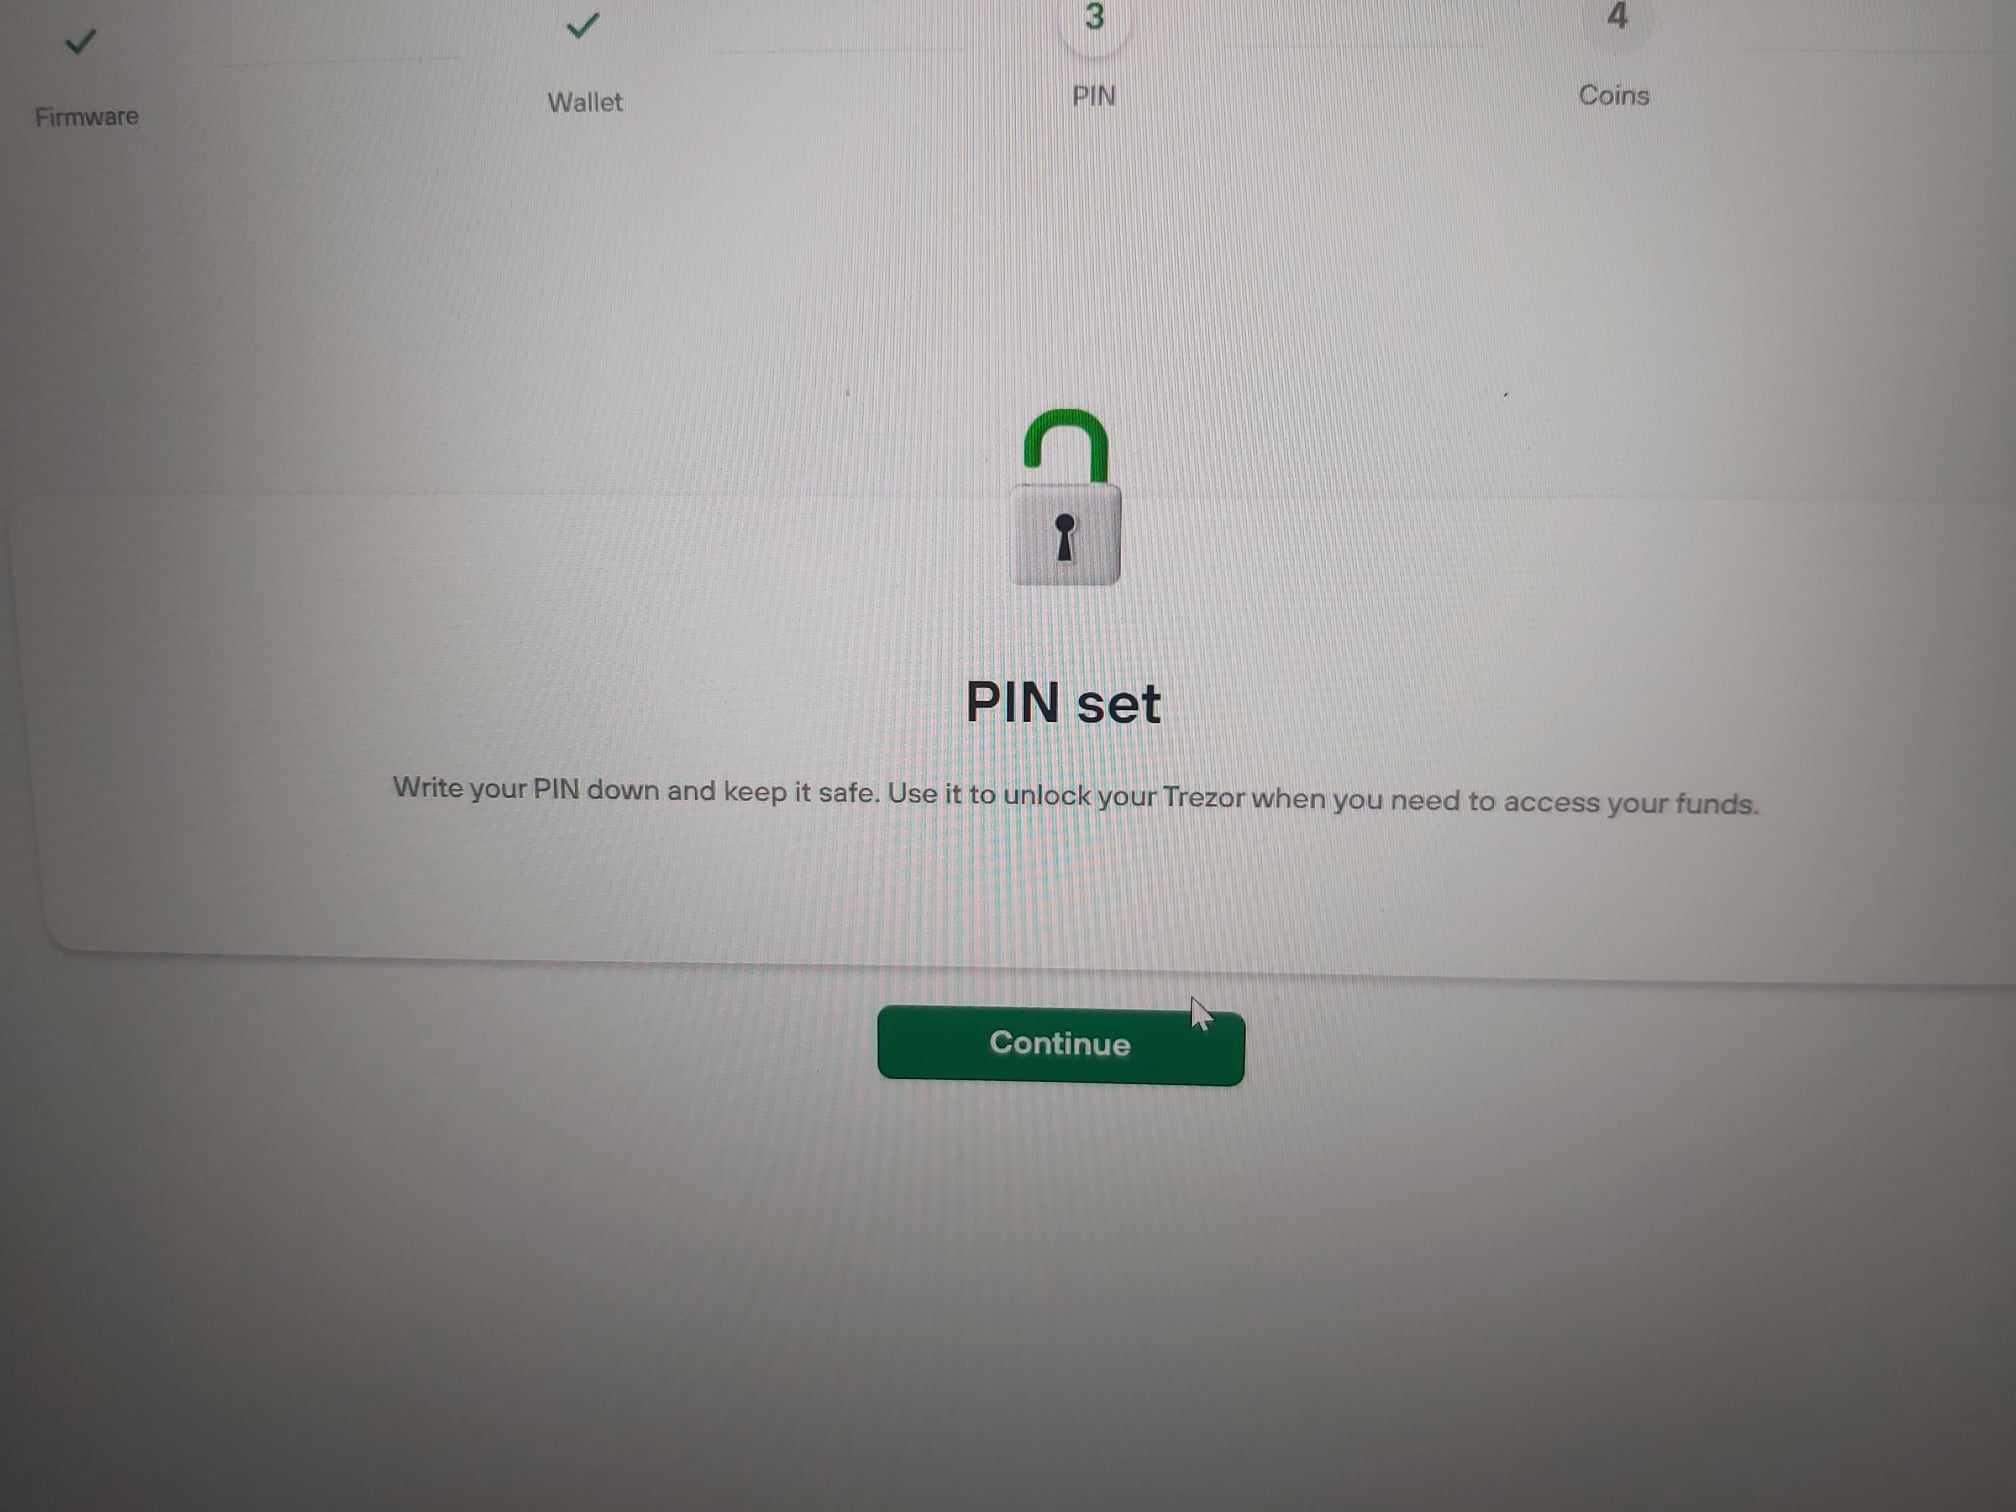 3
4
Firmware
Wallet
PIN
Coins
PIN set
Write your PIN down and keep it safe. Use it to unlock your Trezor when you need to access your funds.
Continue